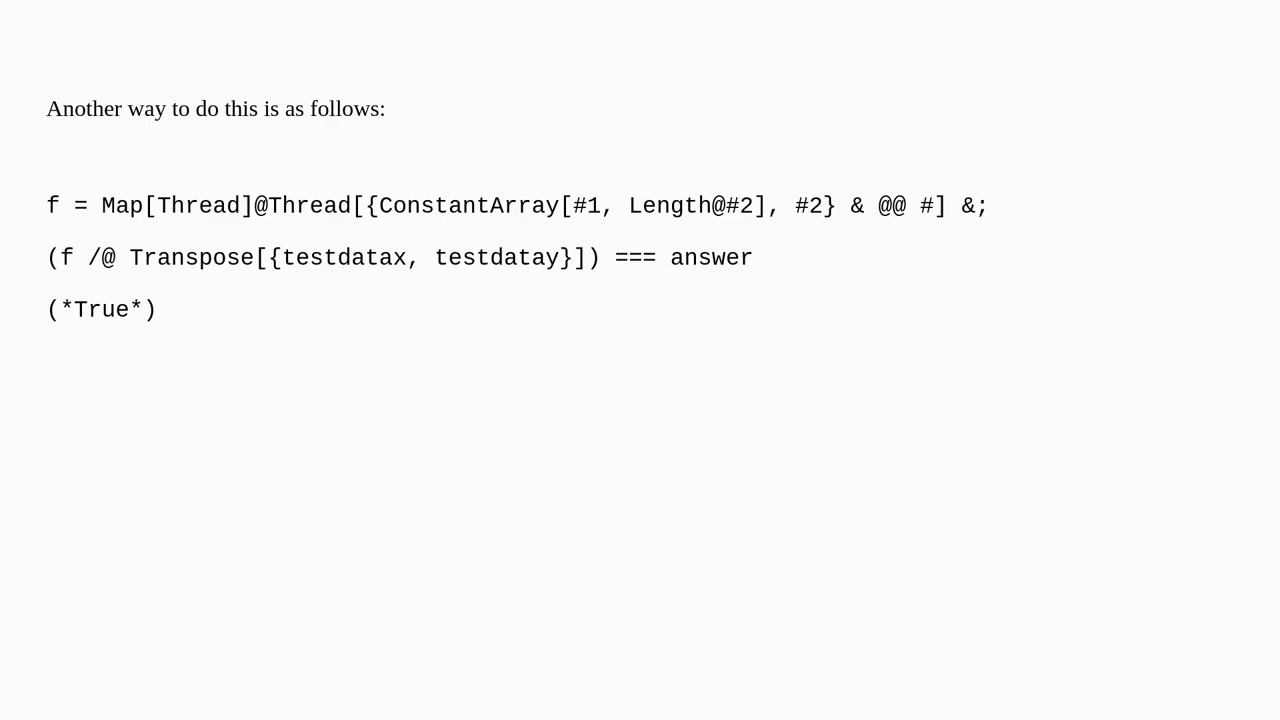 Another way to do this is as follows:
f = Map[Thread]@Thread[{ConstantArray[#1, Length@#2], #2} & @@ #] &;
(f /@ Transpose[{testdatax, testdatay}]) === answer
(*True*)